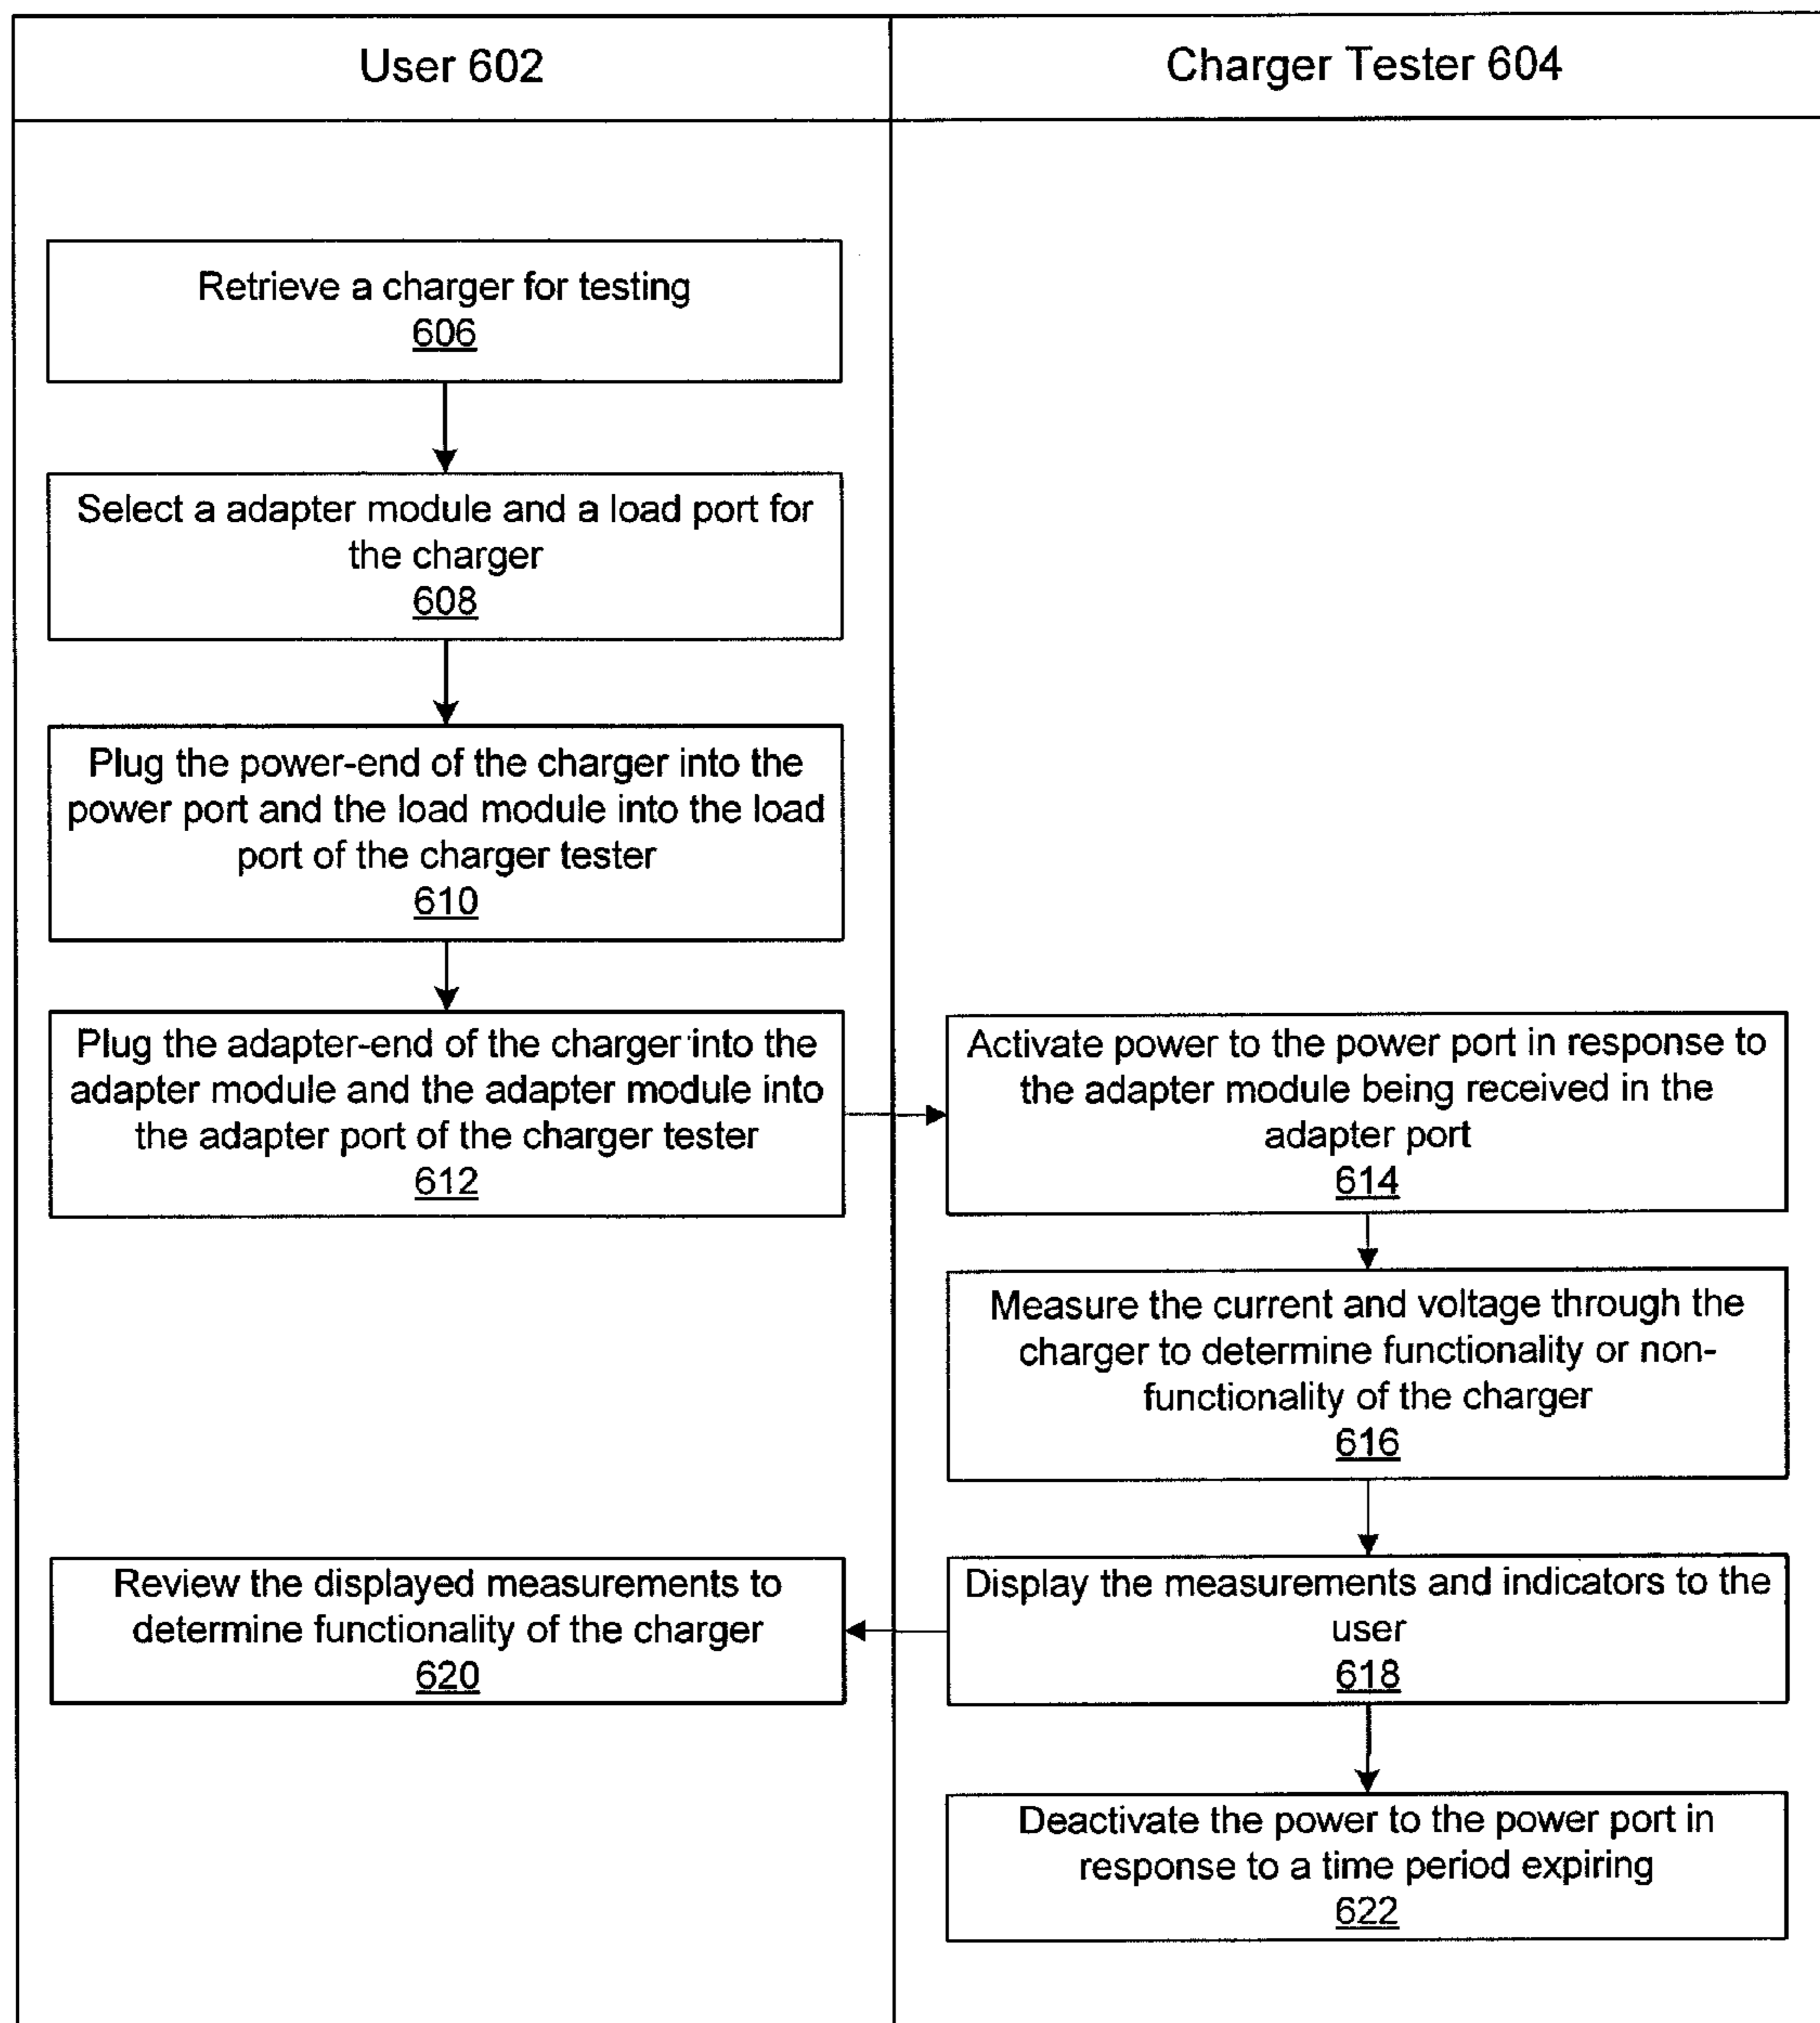 User 602
Charger Tester 604
Retrieve a charger for testing
606
Select a adapter module and a load port for
the charger
608
Plug the power-end of the charger into the
power port and the load module into the load
port of the charger tester
610
Plug the adapter-end of the charger into the
adapter module and the adapter module into
the adapter port of the charger tester
612
Activate power to the power port in response to
the adapter module being received in the
adapter port
614
Measure the current and voltage through the
charger to determine functionality or non-
functionality of the charger
616
Display the measurements and indicators to the
user
618
Review the displayed measurements to
determine functionality of the charger
620
Deactivate the power to the power port in
response to a time period expiring
622